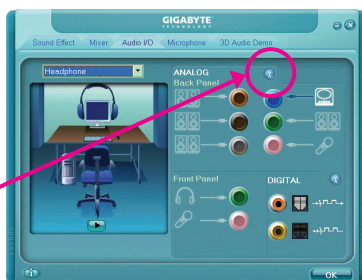 GIGABYTE
TECHNOLOGY
Sound Effect Mixer Audio I/O Microphone 3D Audio Demo
Headphone
ANALOG
Back Panel
Front Panel
DIGITAL
OK